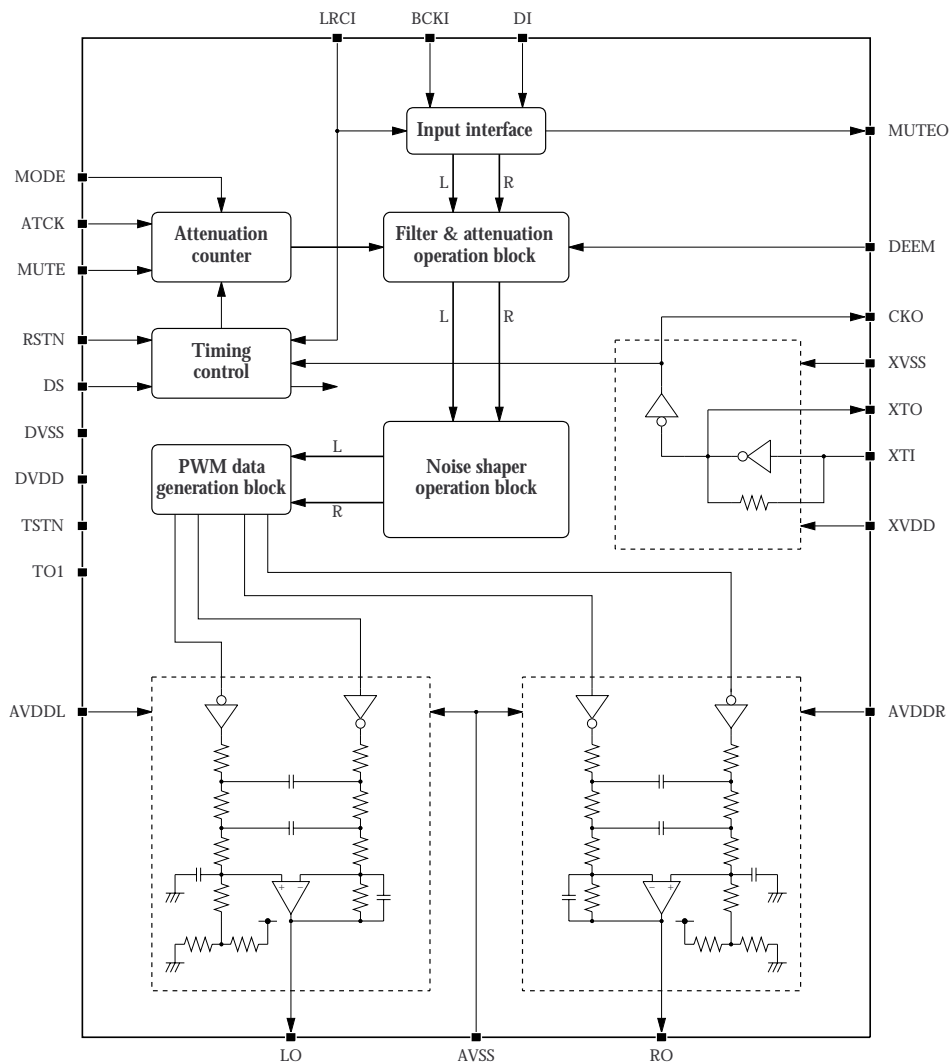 LRCI BCKI DI
Input interface
MUTEO
MODE
L R
ATCK
Attenuation
counter
Filter & attenuation
operation block
DEEM
MUTE
L R
CKO
RSTN
Timing
control
XVSS
DS
XTO
DVSS
L
PWM data
generation block
Noise shaper
operation block
XTI
DVDD
R
TSTN
XVDD
TO1
AVDDL
AVDDR
+ −
− +
LO AVSS RO